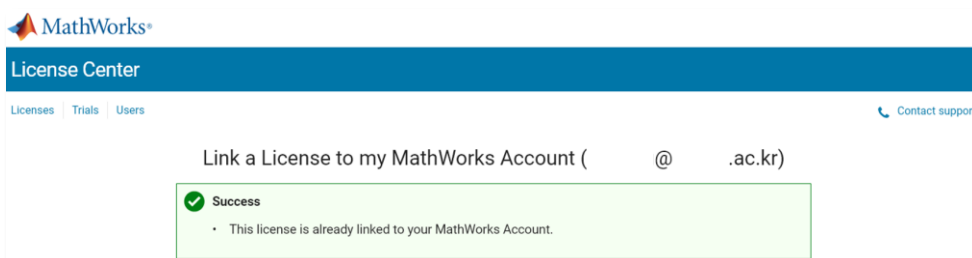 MathWorks®
License Center
Licenses Trials Users
Contact suppor
Link a License to my MathWorks Account ( @ .ac.kr)
Success
• This license is already linked to your MathWorks Account.